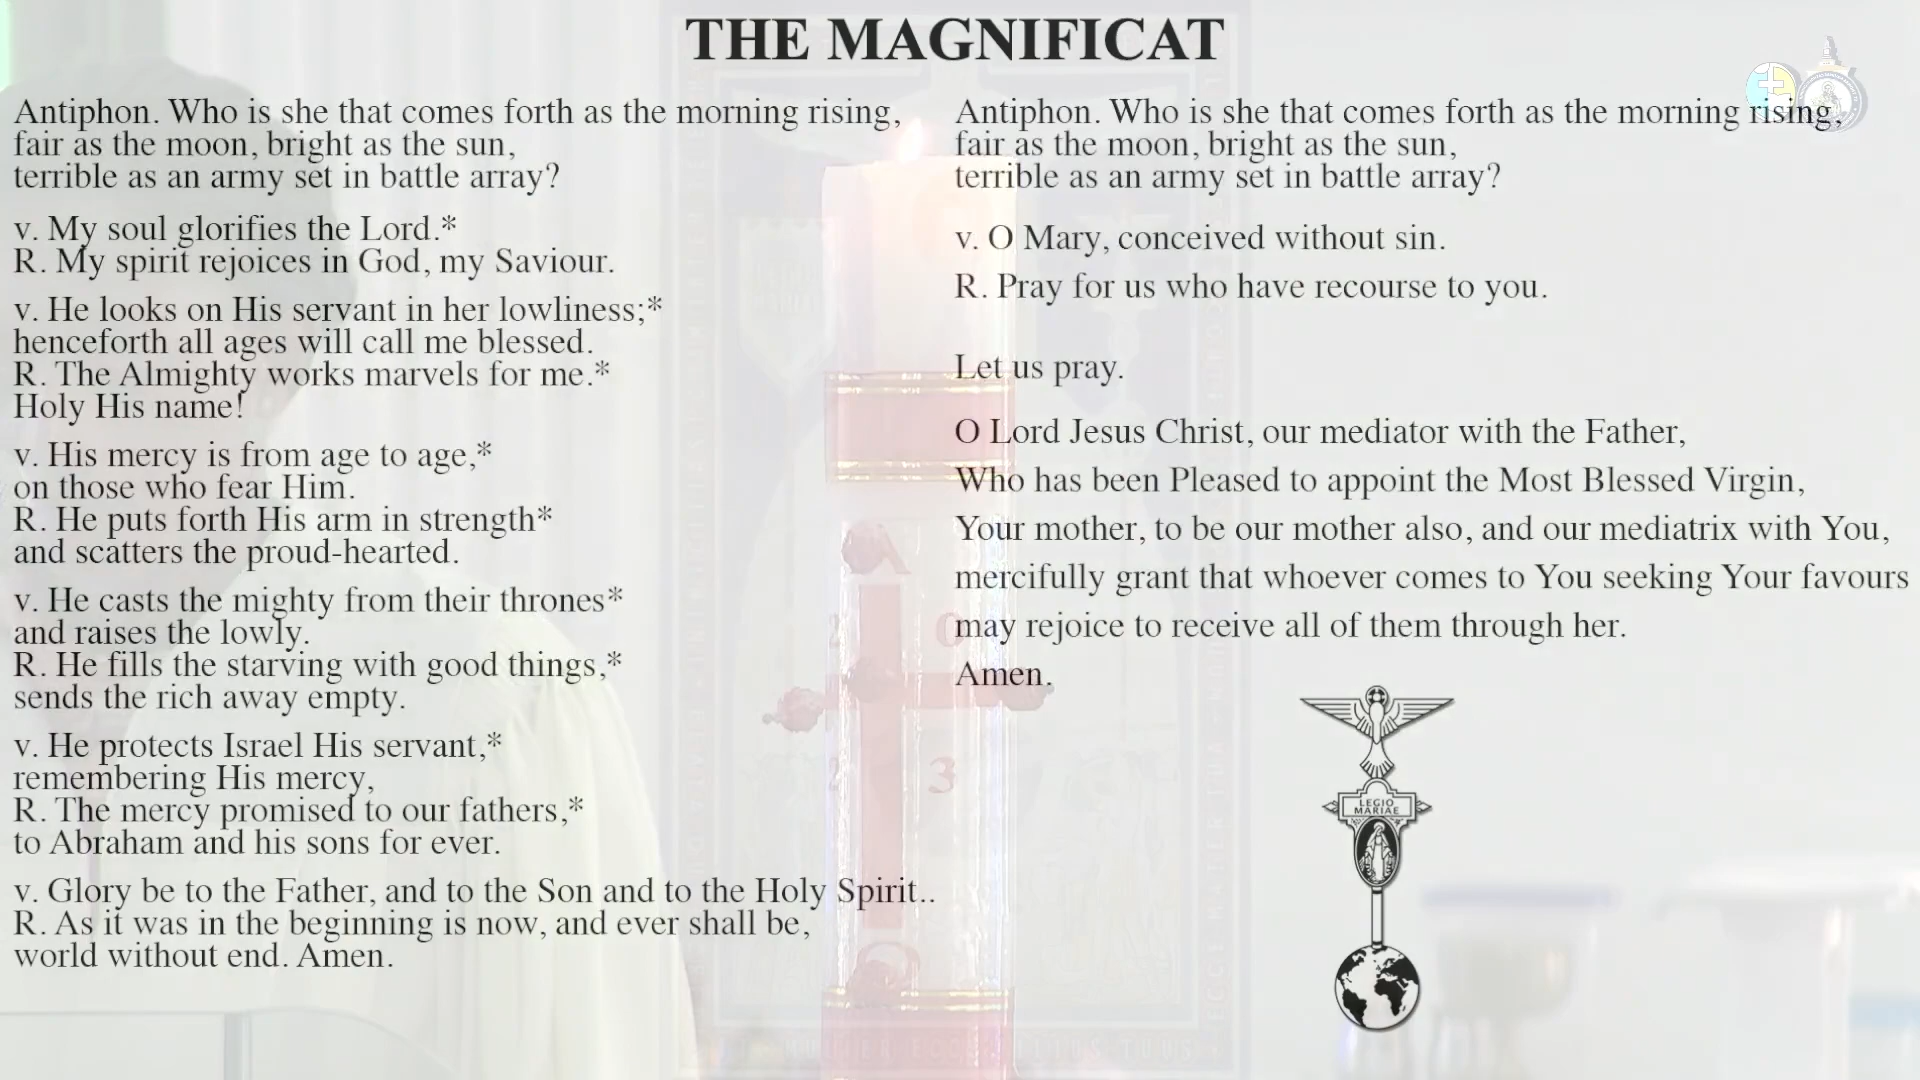 THE MAGNIFICAT
Antiphon. Who is she that comes forth as the morning rising,
fair as the moon, bright as the sun,
terrible as an army set in battle array?
v. My soul glorifies the Lord.*
R. My spirit rejoices in God, my Saviour.
v. He looks on His servant in her lowliness;*
henceforth all ages will call me blessed.
R. The Almighty works marvels for me.*
Holy His name!
v. His mercy is from age to age,*
on those who fear Him.
R. He puts forth His arm in strength*
and scatters the proud-hearted.
v. He casts the mighty from their thrones*
and raises the lowly.
R. He fills the starving with good things,*
sends the rich away empty.
v. He protects Israel His servant,*
remembering His mercy,
R. The mercy promised to our fathers,*
to Abraham and his sons for ever.
v. Glory be to the Father, and to the Son and to the Holy Spirit..
R. As it was in the beginning is now, and ever shall be,
world without end. Amen.
Antiphon. Who is she that comes forth as the morning rising,
fair as the moon, bright as the sun,
terrible as an army set in battle array?
v. O Mary, conceived without sin.
R. Pray for us who have recourse to you.
Let us pray.
O Lord Jesus Christ, our mediator with the Father,
Who has been Pleased to appoint the Most Blessed Virgin,
Your mother, to be our mother also, and our mediatrix with You,
mercifully grant that whoever comes to You seeking Your favours
may rejoice to receive all of them through her.
Amen.
LEGIO
MARIAE
2 0
2 3